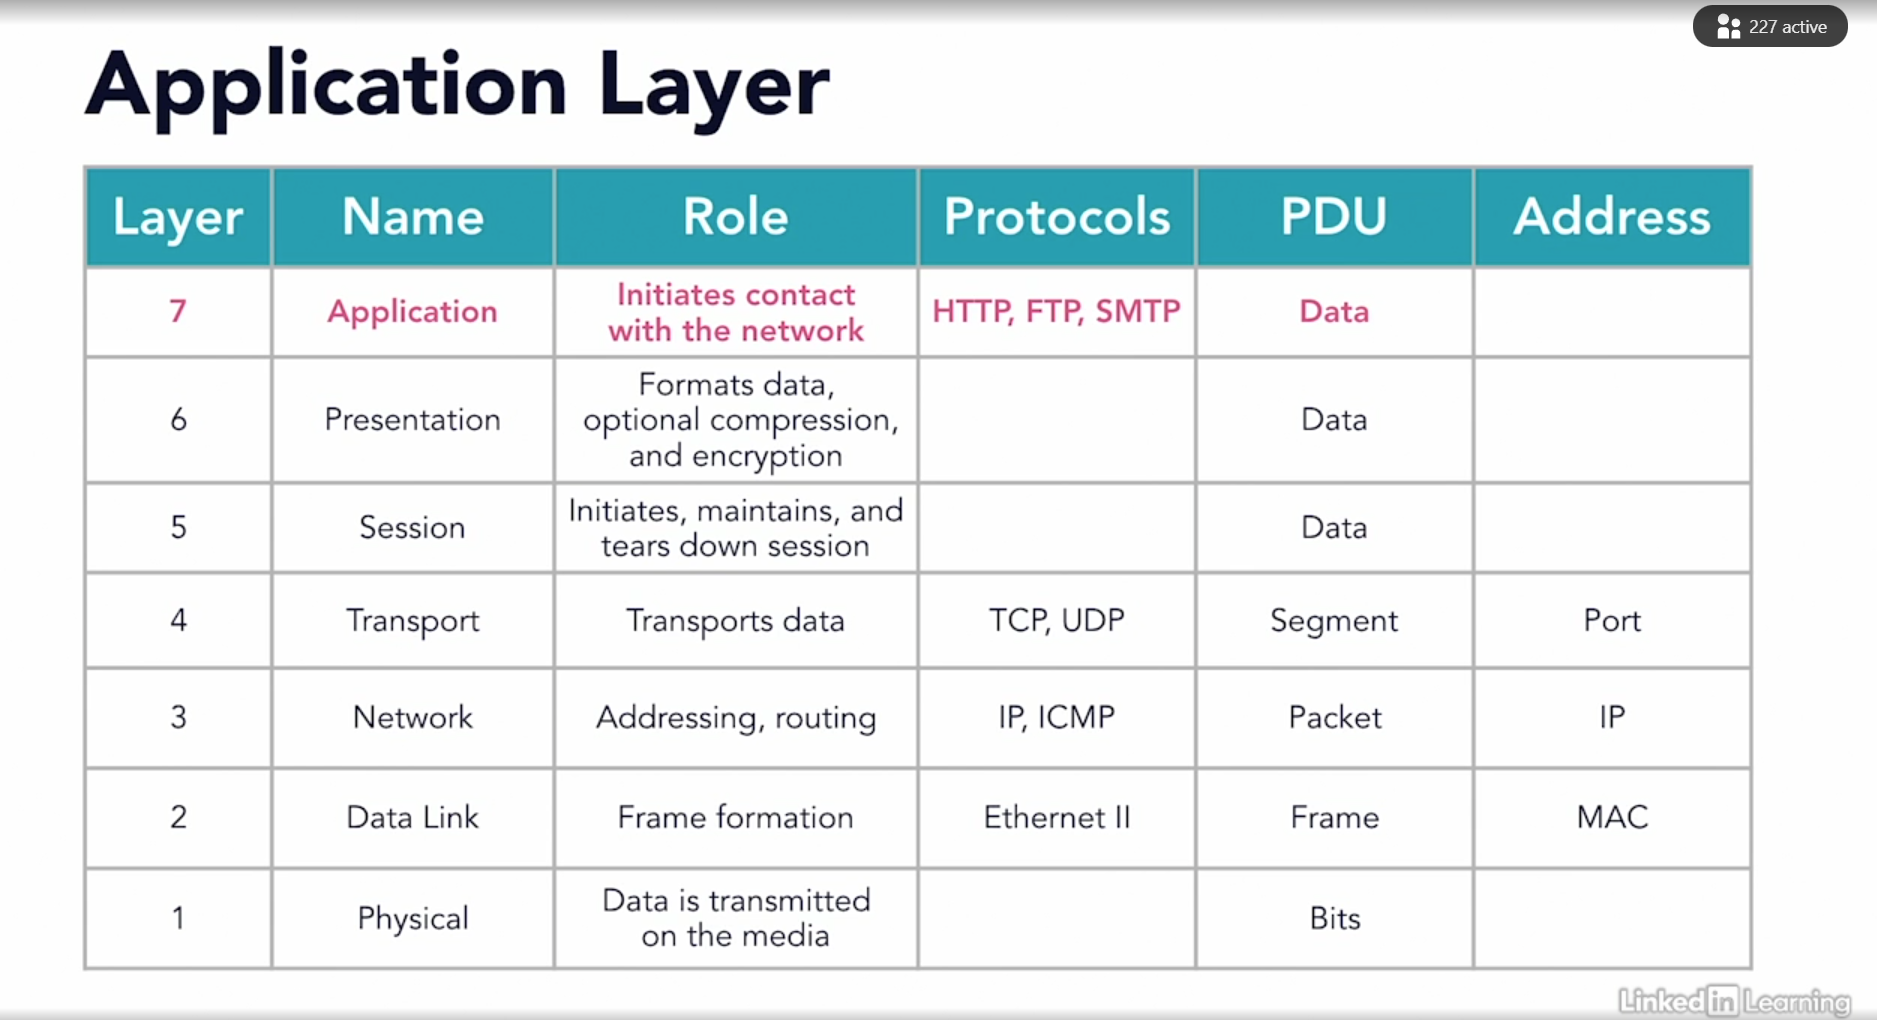 227 active
Application Layer
Layer Name Role Protocols PDU Address
7 Application Initiates contact with the network HTTP, FTP, SMTP Data
6 Presentation Formats data, optional compression, and encryption Data
5 Session Initiates, maintains, and tears down session Data
4 Transport Transports data TCP, UDP Segment Port
3 Network Addressing, routing IP, ICMP Packet IP
2 Data Link Frame formation Ethernet II Frame MAC
1 Physical Data is transmitted on the media Bits
Linked in Learning